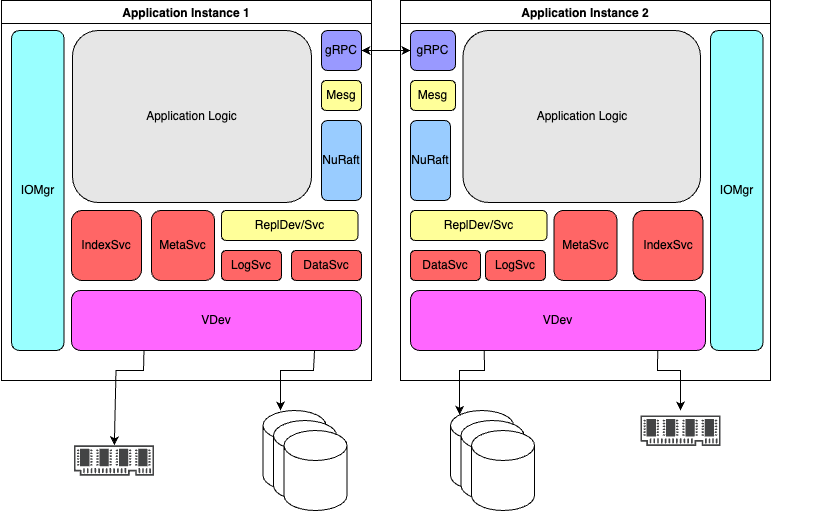 Application Instance 1
Application Instance 2
IOMgr
Application Logic
gRPC
Mesg
NuRaft
IndexSvc
MetaSvc
ReplDev/Svc
LogSvc
DataSvc
VDev
gRPC
Mesg
NuRaft
Application Logic
IOMgr
ReplDev/Svc
DataSvc
LogSvc
MetaSvc
IndexSvc
VDev